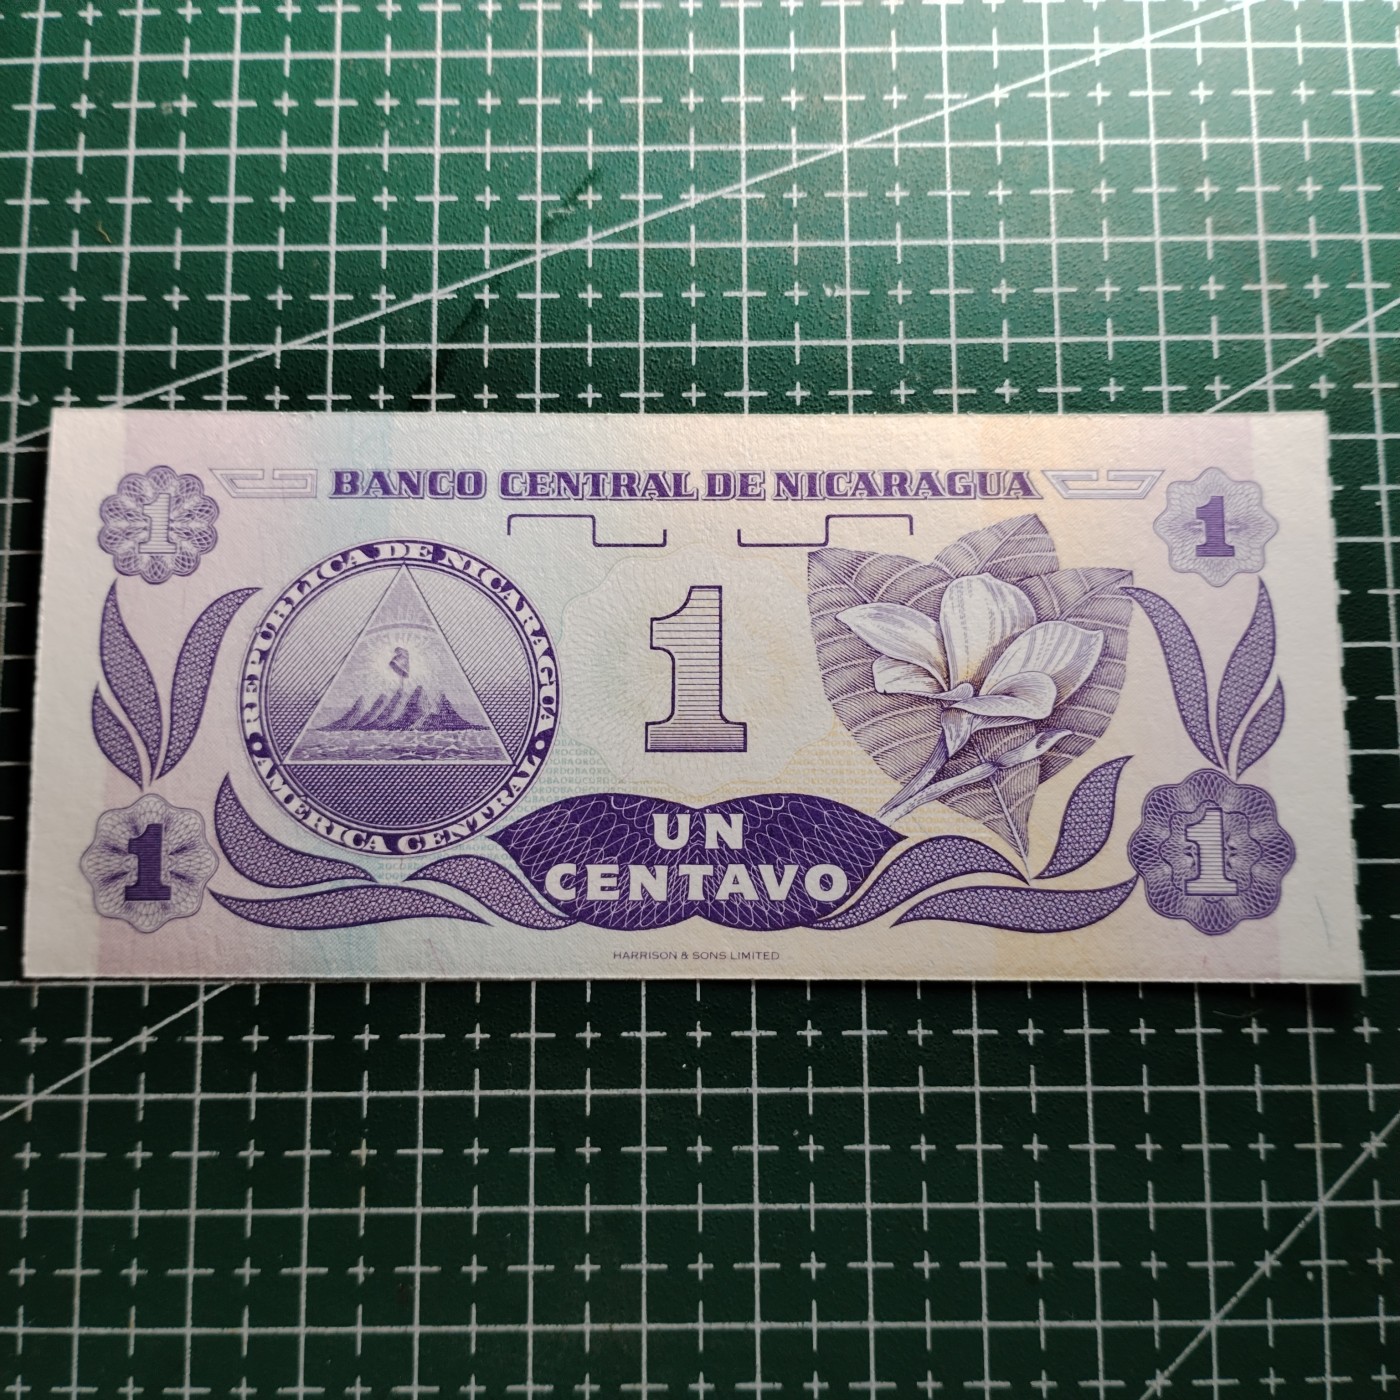 BANCO CENTRAL DE NICARAGUA
1
1
REPUBLICA DE NICARAGUA
AMERICA CENTRAL
1
UN
CENTAVO
1
1
HARRISON & SONS LIMITED